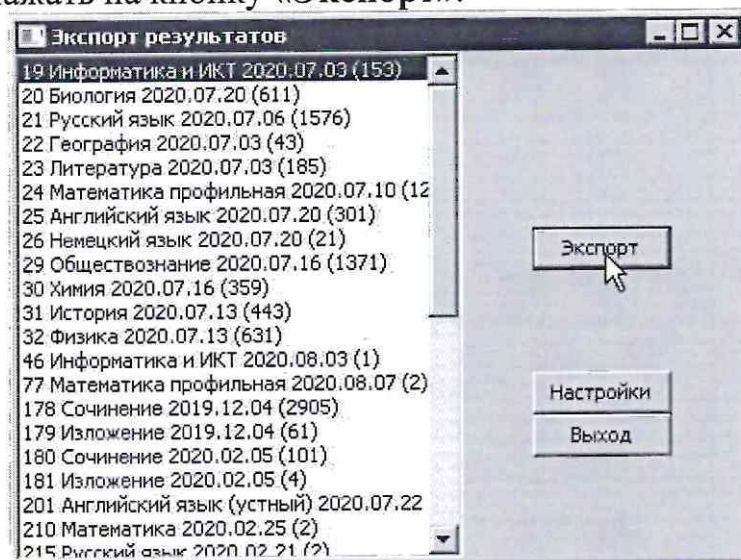 нажать на кнопку «Экспорт».
Экспорт результатов
19 Информатика и ИКТ 2020.07.03 (153)
20 Биология 2020.07.20 (611)
21 Русский язык 2020.07.06 (1576)
22 География 2020.07.03 (43)
23 Литература 2020.07.03 (185)
24 Математика профильная 2020.07.10 (12
25 Английский язык 2020.07.20 (301)
26 Немецкий язык 2020.07.20 (21)
29 Обществознание 2020.07.16 (1371)
30 Химия 2020.07.16 (359)
31 История 2020.07.13 (443)
32 Физика 2020.07.13 (631)
46 Информатика и ИКТ 2020.08.03 (1)
77 Математика профильная 2020.08.07 (2)
178 Сочинение 2019.12.04 (2905)
179 Изложение 2019.12.04 (61)
180 Сочинение 2020.02.05 (101)
181 Изложение 2020.02.05 (4)
201 Английский язык (устный) 2020.07.22
210 Математика 2020.02.25 (2)
215 Русский язык 2020.02.21 (2)
Экспорт
Настройки
Выход